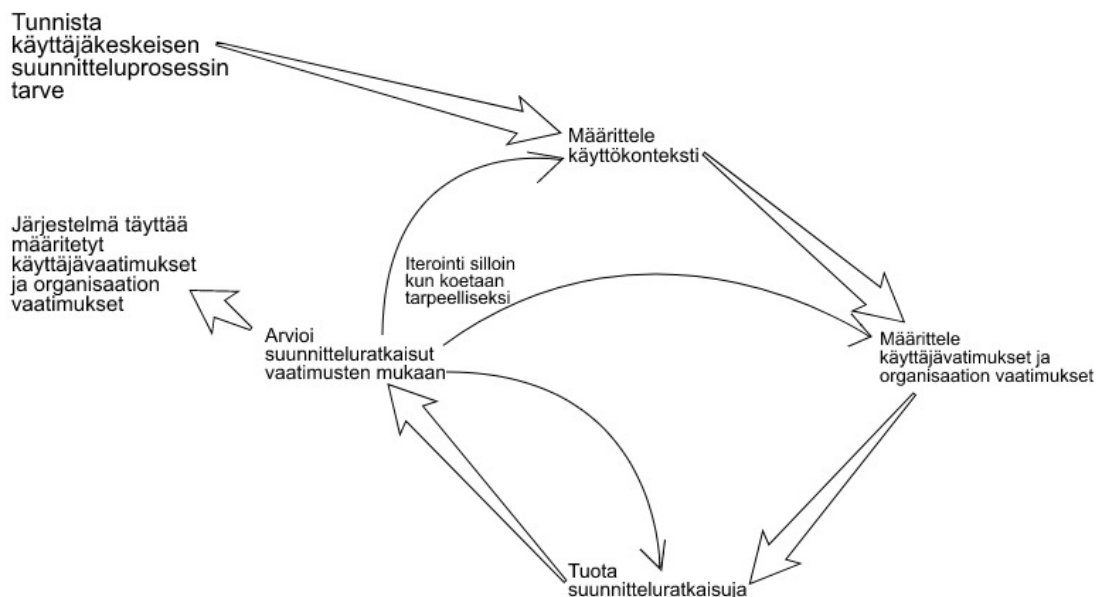 Tunnista
käyttäjäkeskeisen
suunnitteluprosessin
tarve
Määrittele
käyttökonteksti
Järjestelmä täyttää
määritetyt
käyttäjävaatimukset
ja organisaation
vaatimukset
Iterointi silloin
kun koetaan
tarpeelliseksi
Arvioi
suunnitteluratkaisut
vaatimusten mukaan
Määrittele
käyttäjävatimukset ja
organisaation vaatimukset
Tuota
suunnitteluratkaisuja